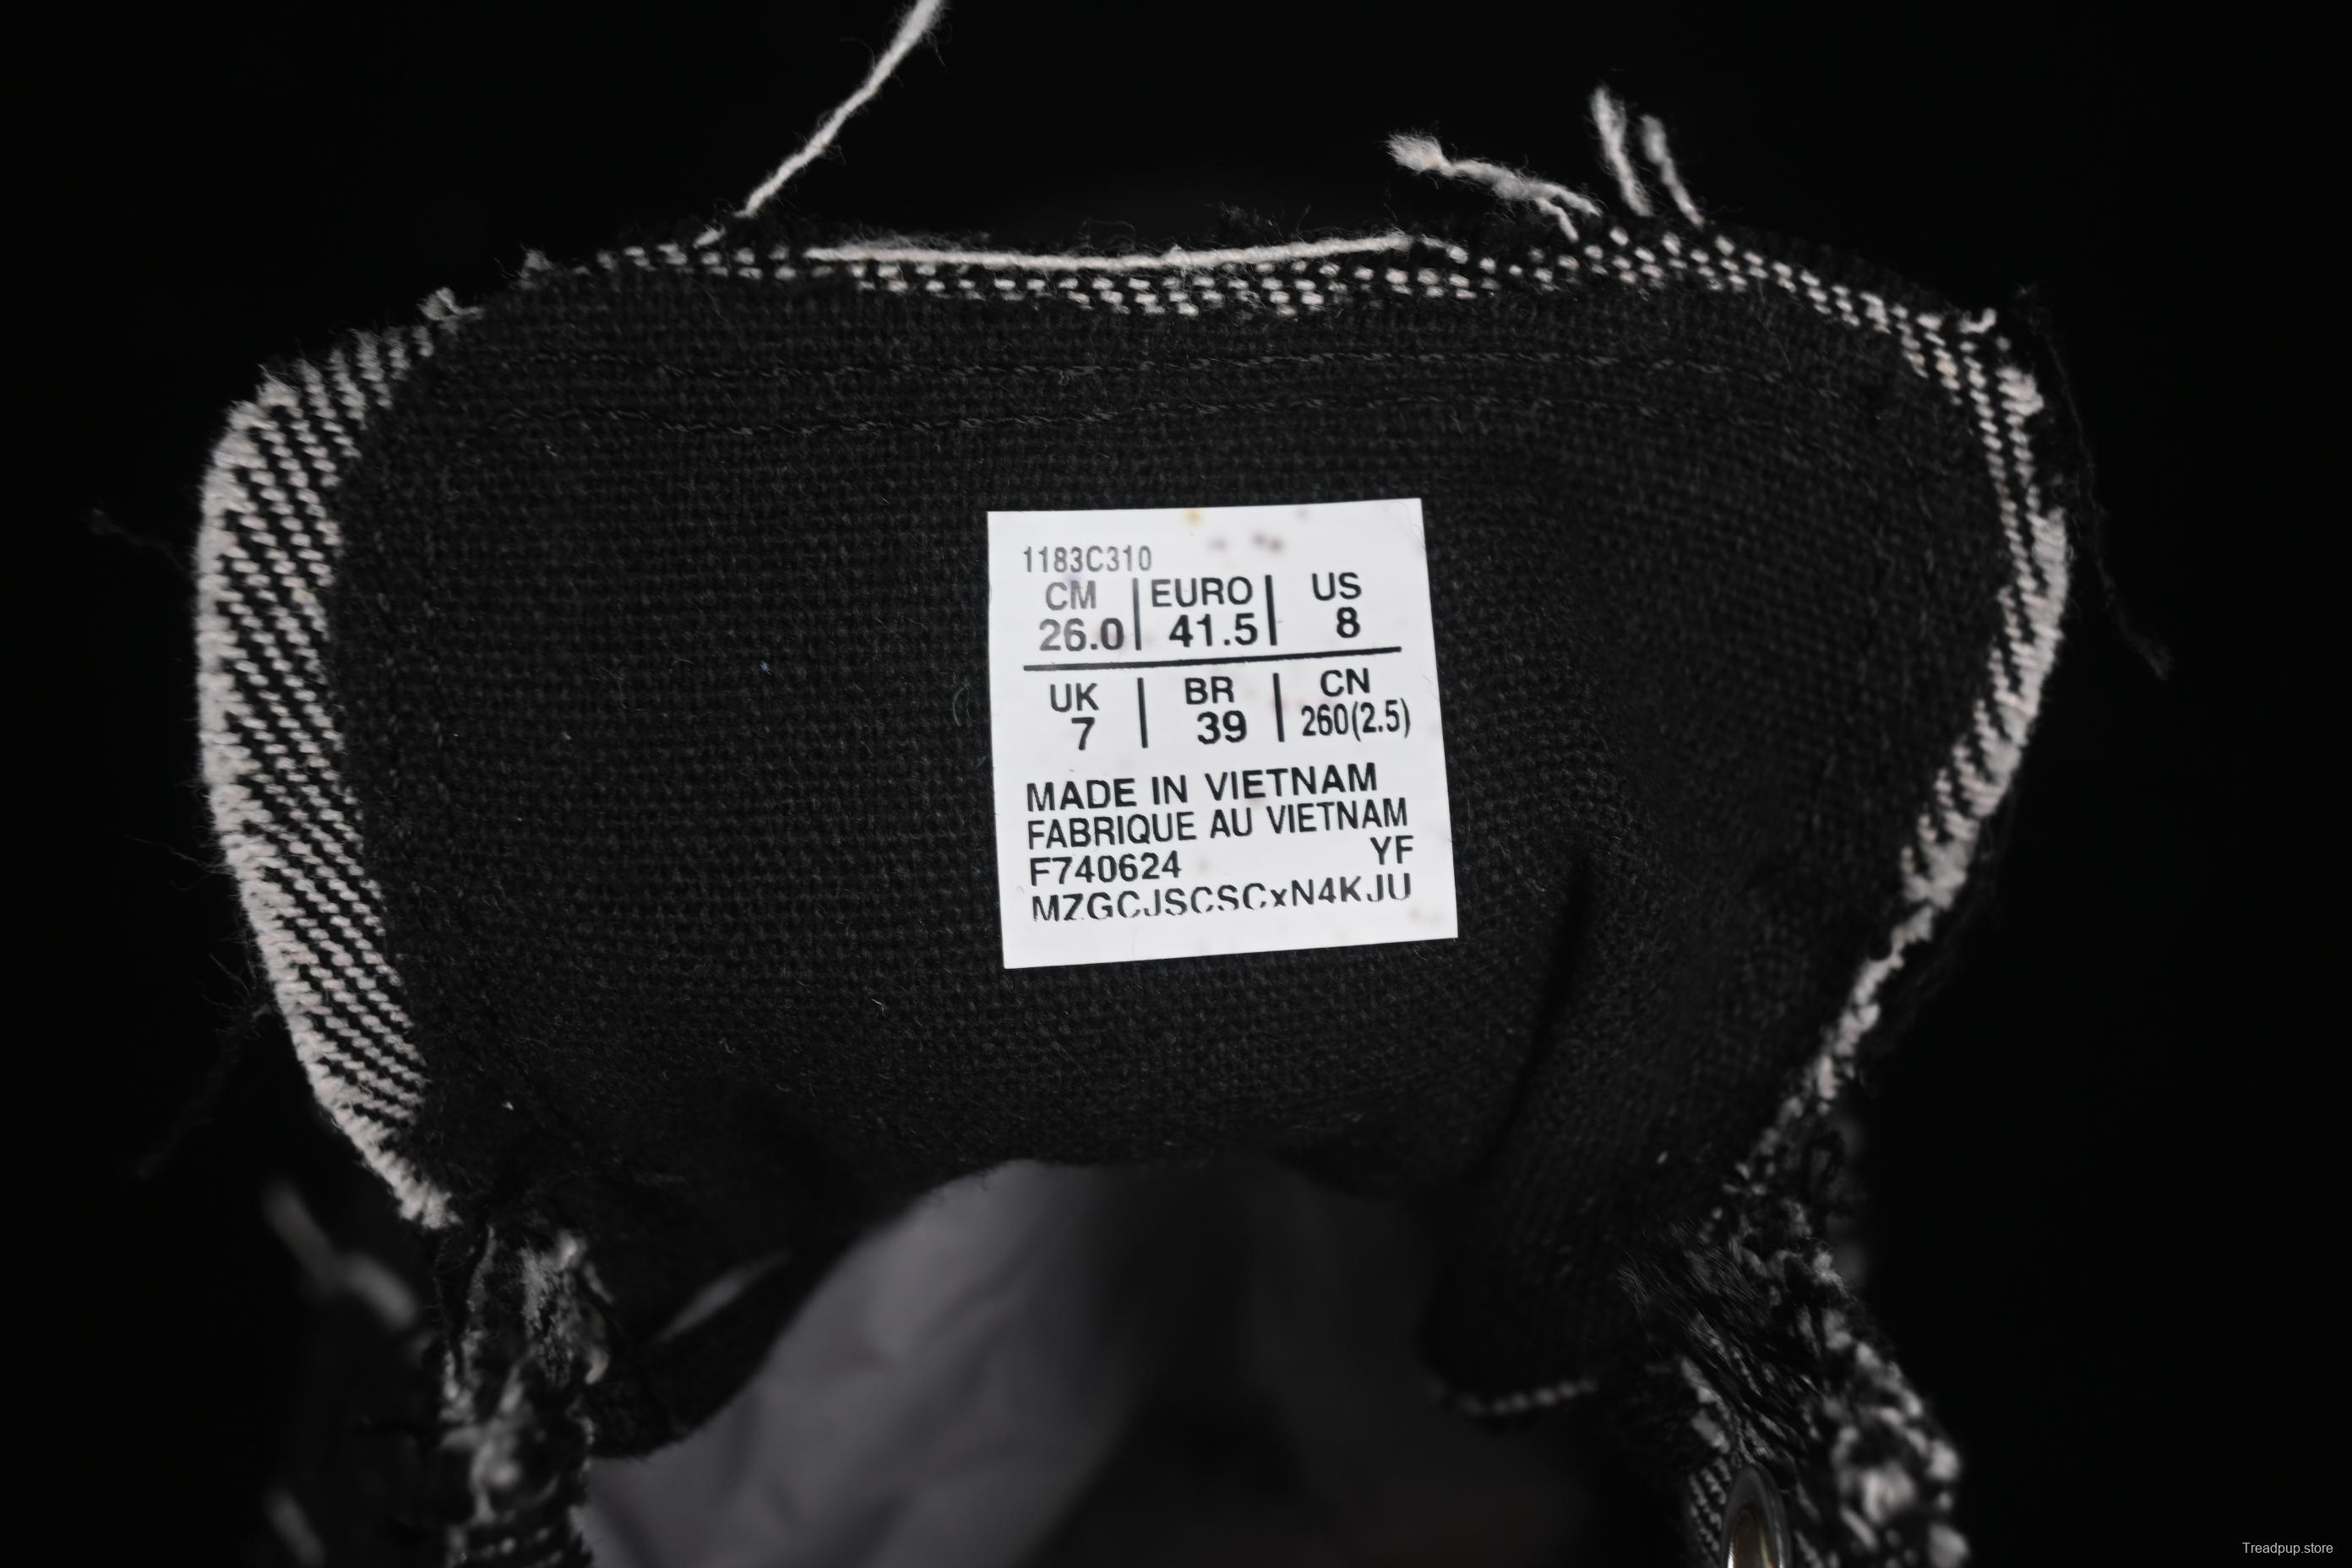 1183C310
CM | EURO | US
26.0 | 41.5 | 8
UK | BR | CN
7 | 39 | 260(2.5)
MADE IN VIETNAM
FABRIQUE AU VIETNAM
F740624 YF
MZGCJSCSCxN4KJU
Treadpup.store